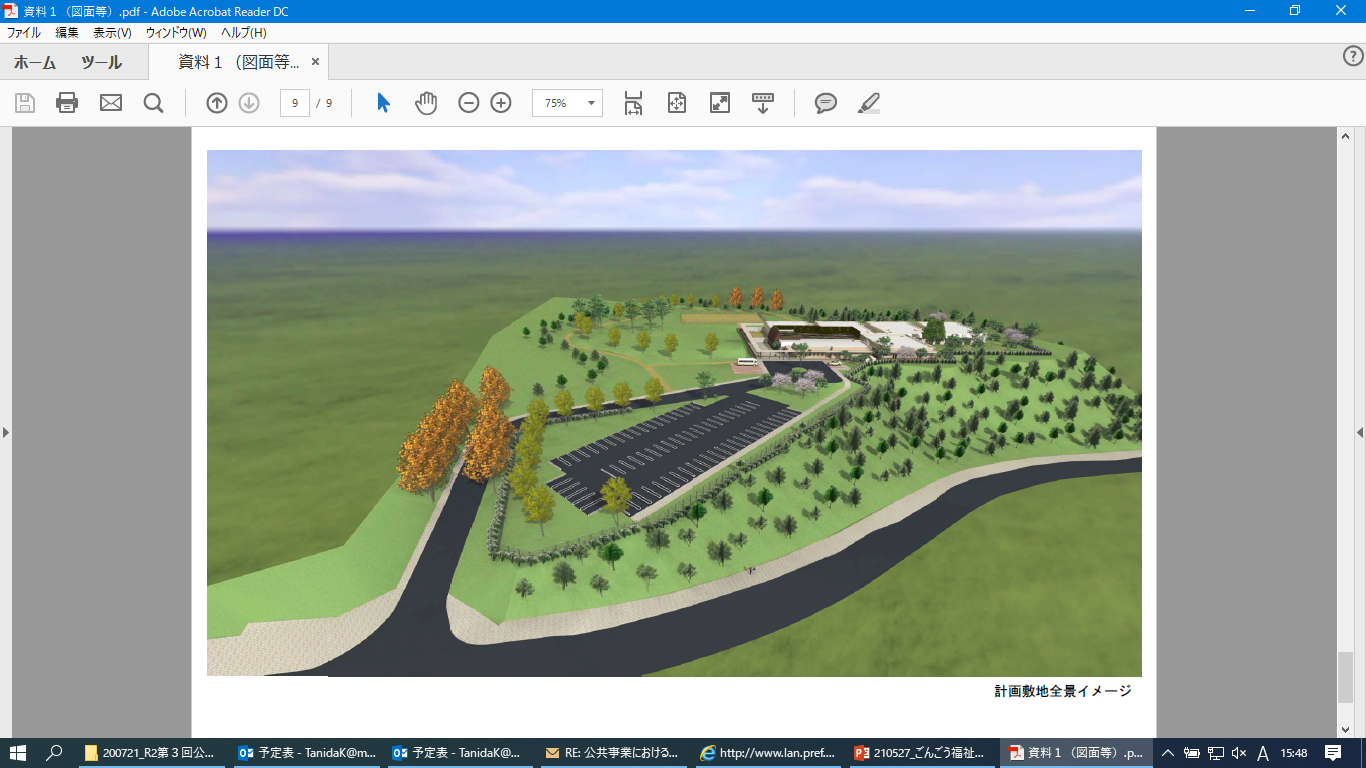 資料１（図面等）.pdf - Adobe Acrobat Reader DC
ファイル 編集 表示(V) ウィンドウ(W) ヘルプ(H)
ホーム ツール 資料１（図面等... ×
9 / 9 75%
計画敷地全景イメージ
200721_R2第３回公... 予定表 - TanidaK@m... 予定表 - TanidaK@... RE: 公共事業における... http://www.lan.pref.... 210527_ごんごう福祉... 資料１（図面等）.p... A 15:48